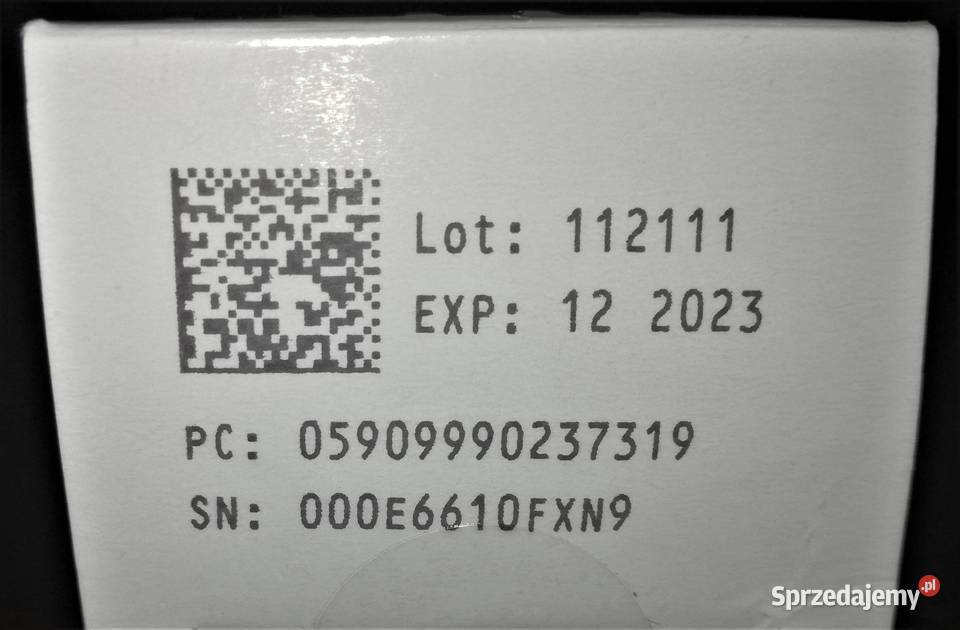 Lot: 112111
EXP: 12 2023
PC: 05909990237319
SN: 000E6610FXN9
Sprzedajemy.pl